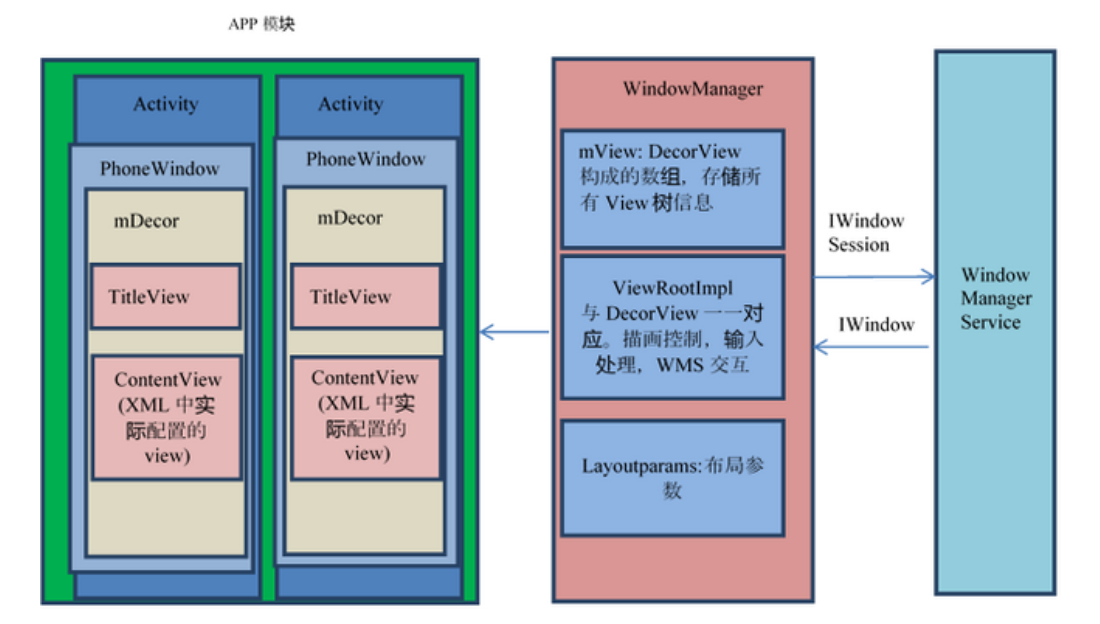 APP 模块
Activity
PhoneWindow
mDecor
TitleView
ContentView
(XML 中实
际配置的
view)
Activity
PhoneWindow
mDecor
TitleView
ContentView
(XML 中实
际配置的
view)
WindowManager
mView: DecorView
构成的数组，存储所
有 View 树信息
ViewRootImpl
与 DecorView 一一对
应。描画控制，输入
处理，WMS 交互
Layoutparams:布局参
数
IWindow
Session
IWindow
Window
Manager
Service